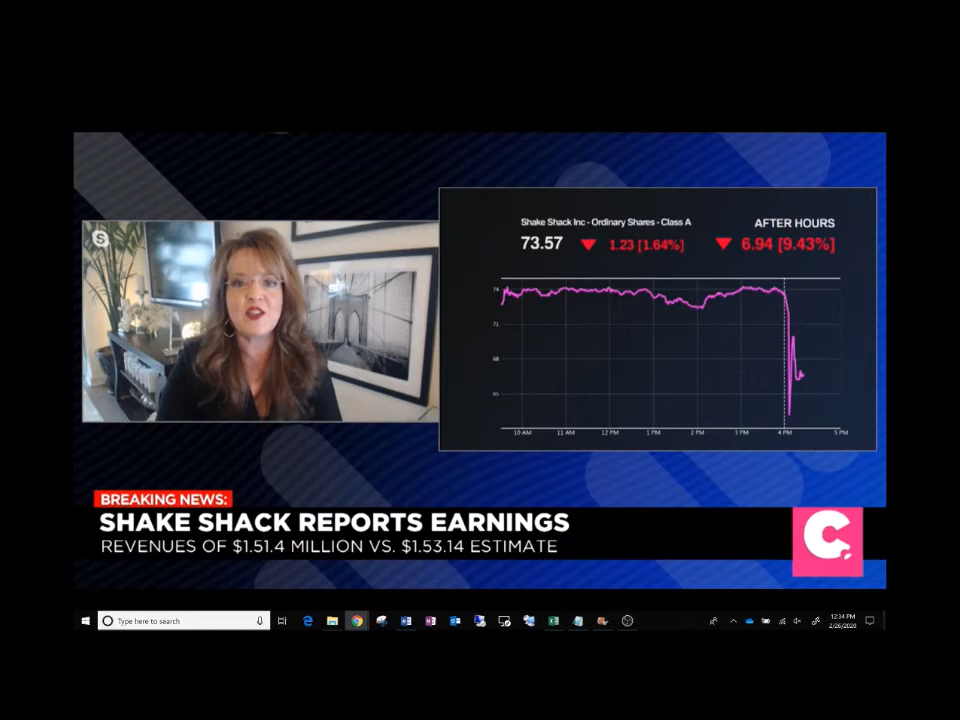 Shake Shack Inc - Ordinary Shares - Class A
AFTER HOURS
73.57 ▼ 1.23 [1.64%] ▼ 6.94 [9.43%]
74
71
68
65
10 AM 11 AM 12 PM 1 PM 2 PM 3 PM 4 PM 5 PM
BREAKING NEWS:
SHAKE SHACK REPORTS EARNINGS
REVENUES OF $1.51.4 MILLION VS. $1.53.14 ESTIMATE
C
Type here to search
12:34 PM
2/26/2020